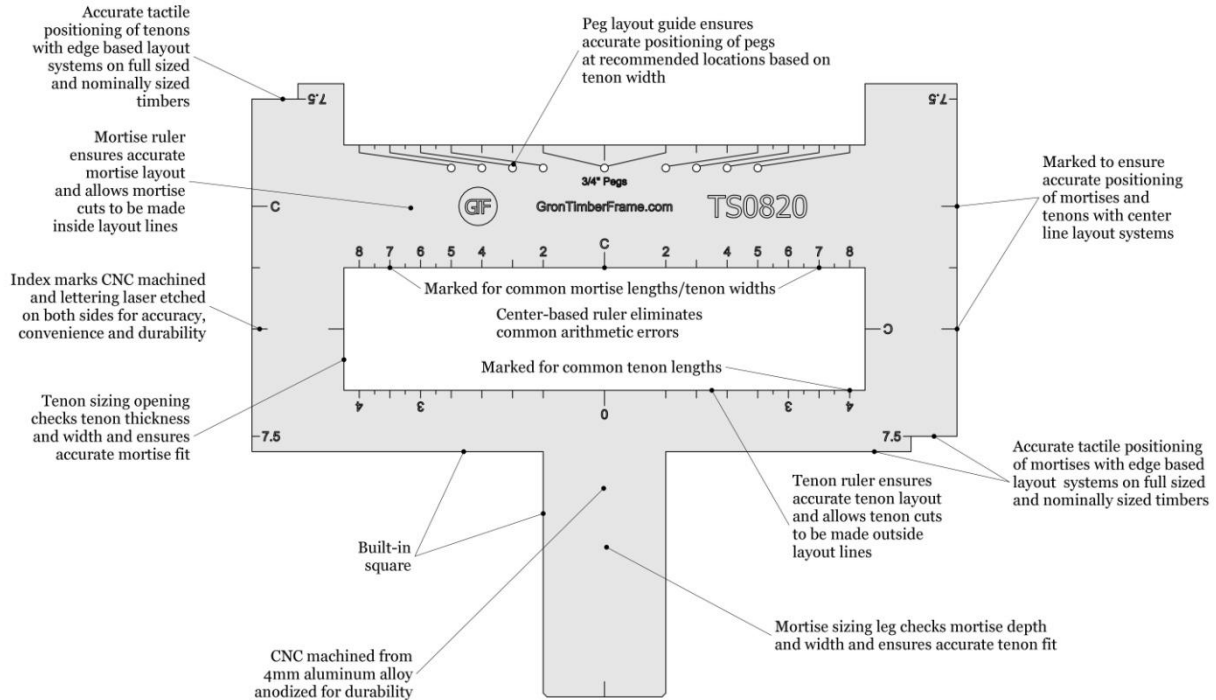 Accurate tactile
positioning of tenons
with edge based layout
systems on full sized
and nominally sized
timbers
Peg layout guide ensures
accurate positioning of pegs
at recommended locations based on
tenon width
7.5
7.5
Mortise ruler
ensures accurate
mortise layout
and allows mortise
cuts to be made
inside layout lines
Marked to ensure
accurate positioning
of mortises and
tenons with center
line layout systems
3/4" Pegs
C
GTF
GronTimberFrame.com
TS0820
8 7 6 5 4 2 C 2 4 5 6 7 8
Index marks CNC machined
and lettering laser etched
on both sides for accuracy,
convenience and durability
Marked for common mortise lengths/tenon widths
Center-based ruler eliminates
common arithmetic errors
C
Marked for common tenon lengths
4 3 0 3 4
Tenon sizing opening
checks tenon thickness
and width and ensures
accurate mortise fit
7.5
7.5
Accurate tactile positioning
of mortises with edge based
layout systems on full sized
and nominally sized timbers
Tenon ruler ensures
accurate tenon layout
and allows tenon cuts
to be made outside
layout lines
Built-in
square
Mortise sizing leg checks mortise depth
and width and ensures accurate tenon fit
CNC machined from
4mm aluminum alloy
anodized for durability